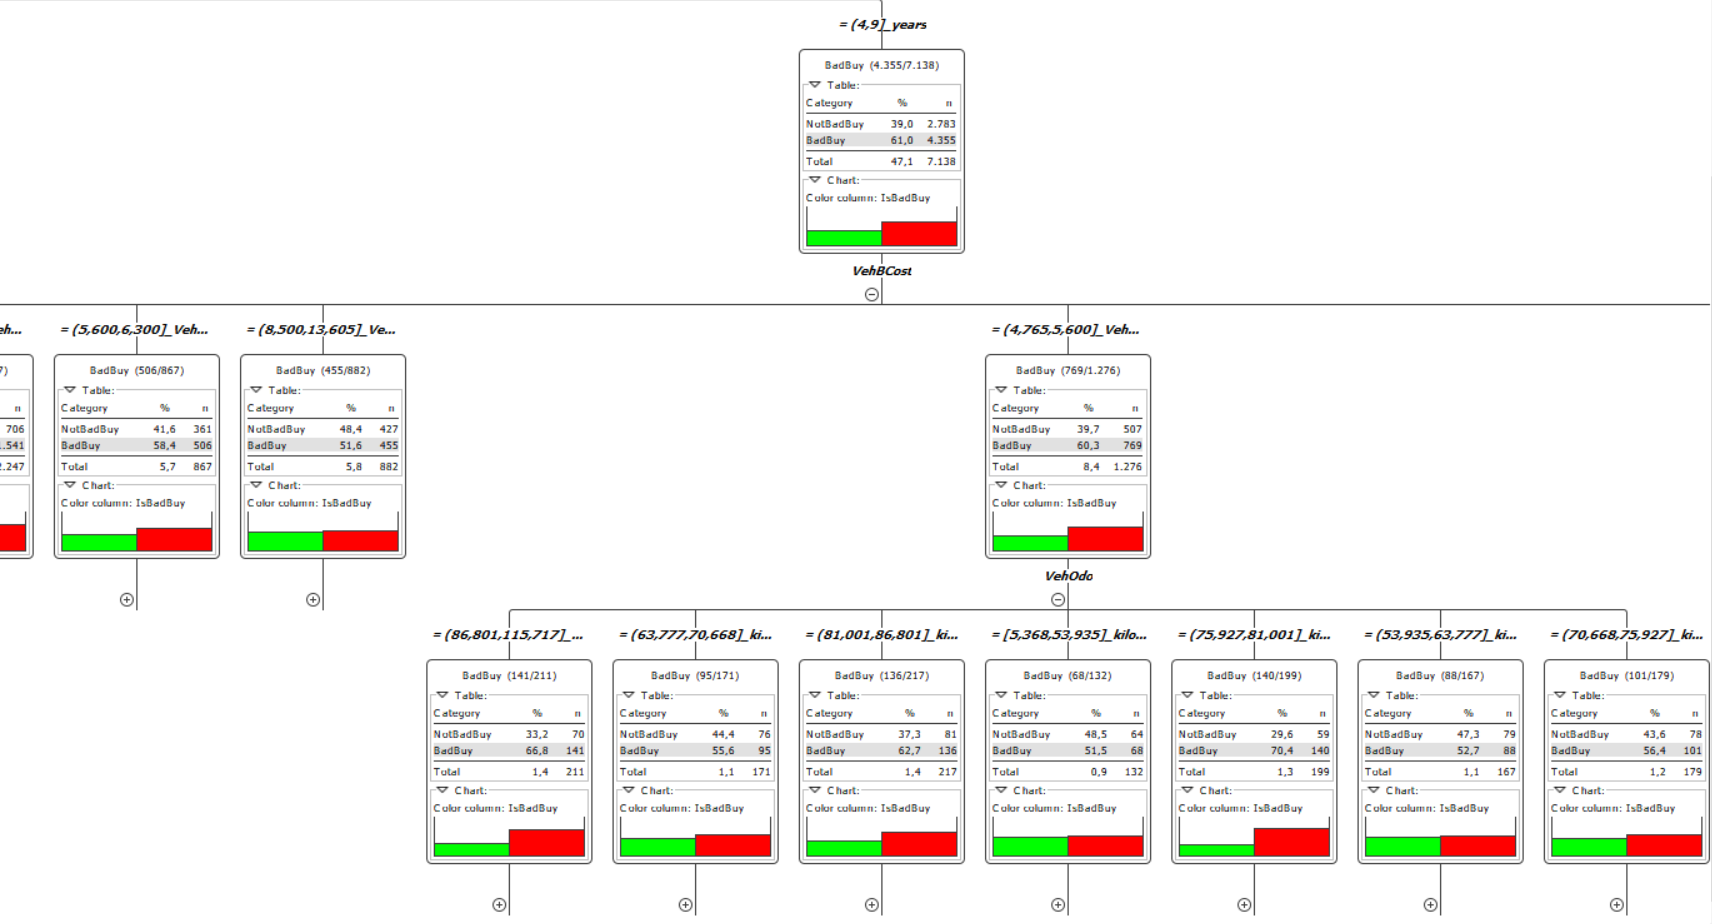 = (4,9]_years
BadBuy (4.355/7.138)
Table:
Category % n
NotBadBuy 39,0 2.783
BadBuy 61,0 4.355
Total 47,1 7.138
Chart:
Color column: IsBadBuy
VehBCost
eh...
7)
n
706
.541
2.247
= (5,600,6,300]_Veh...
BadBuy (506/867)
Table:
Category % n
NotBadBuy 41,6 361
BadBuy 58,4 506
Total 5,7 867
Chart:
Color column: IsBadBuy
= (8,500,13,605]_Ve...
BadBuy (455/882)
Table:
Category % n
NotBadBuy 48,4 427
BadBuy 51,6 455
Total 5,8 882
Chart:
Color column: IsBadBuy
= (4,765,5,600]_Veh...
BadBuy (769/1.276)
Table:
Category % n
NotBadBuy 39,7 507
BadBuy 60,3 769
Total 8,4 1.276
Chart:
Color column: IsBadBuy
VehOdo
= (86,801,115,717]_...
BadBuy (141/211)
Table:
Category % n
NotBadBuy 33,2 70
BadBuy 66,8 141
Total 1,4 211
Chart:
Color column: IsBadBuy
= (63,777,70,668]_ki...
BadBuy (95/171)
Table:
Category % n
NotBadBuy 44,4 76
BadBuy 55,6 95
Total 1,1 171
Chart:
Color column: IsBadBuy
= (81,001,86,801]_ki...
BadBuy (136/217)
Table:
Category % n
NotBadBuy 37,3 81
BadBuy 62,7 136
Total 1,4 217
Chart:
Color column: IsBadBuy
= [5,368,53,935]_kilo...
BadBuy (68/132)
Table:
Category % n
NotBadBuy 48,5 64
BadBuy 51,5 68
Total 0,9 132
Chart:
Color column: IsBadBuy
= (75,927,81,001]_ki...
BadBuy (140/199)
Table:
Category % n
NotBadBuy 29,6 59
BadBuy 70,4 140
Total 1,3 199
Chart:
Color column: IsBadBuy
= (53,935,63,777]_ki...
BadBuy (88/167)
Table:
Category % n
NotBadBuy 47,3 79
BadBuy 52,7 88
Total 1,1 167
Chart:
Color column: IsBadBuy
= (70,668,75,927]_ki...
BadBuy (101/179)
Table:
Category % n
NotBadBuy 43,6 78
BadBuy 56,4 101
Total 1,2 179
Chart:
Color column: IsBadBuy